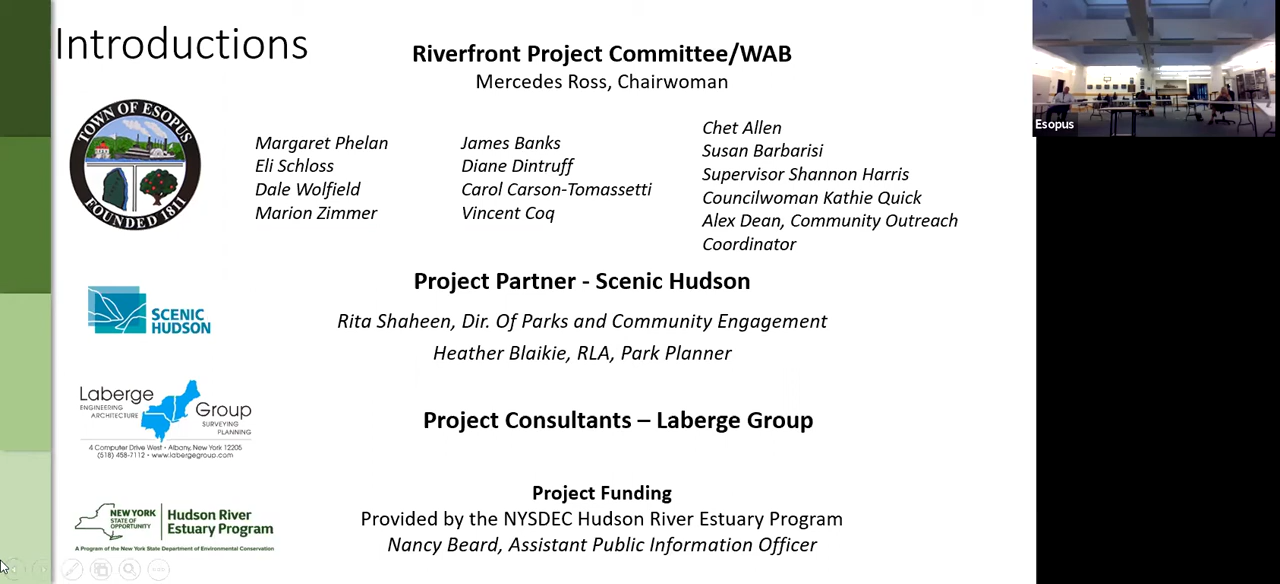 Introductions
Riverfront Project Committee/WAB
Mercedes Ross, Chairwoman
TOWN OF ESOPUS
FOUNDED 1811
Margaret Phelan
Eli Schloss
Dale Wolfield
Marion Zimmer
James Banks
Diane Dintruff
Carol Carson-Tomassetti
Vincent Coq
Chet Allen
Susan Barbarisi
Supervisor Shannon Harris
Councilwoman Kathie Quick
Alex Dean, Community Outreach
Coordinator
Esopus
Project Partner - Scenic Hudson
SCENIC
HUDSON
Rita Shaheen, Dir. Of Parks and Community Engagement
Heather Blaikie, RLA, Park Planner
Laberge
ENGINEERING
ARCHITECTURE
Group
SURVEYING
PLANNING
4 Computer Drive West • Albany, New York 12205
(518) 458-7112 • www.labergegroup.com
Project Consultants – Laberge Group
Project Funding
Provided by the NYSDEC Hudson River Estuary Program
Nancy Beard, Assistant Public Information Officer
NEW YORK
STATE OF
OPPORTUNITY
Hudson River
Estuary Program
A Program of the New York State Department of Environmental Conservation